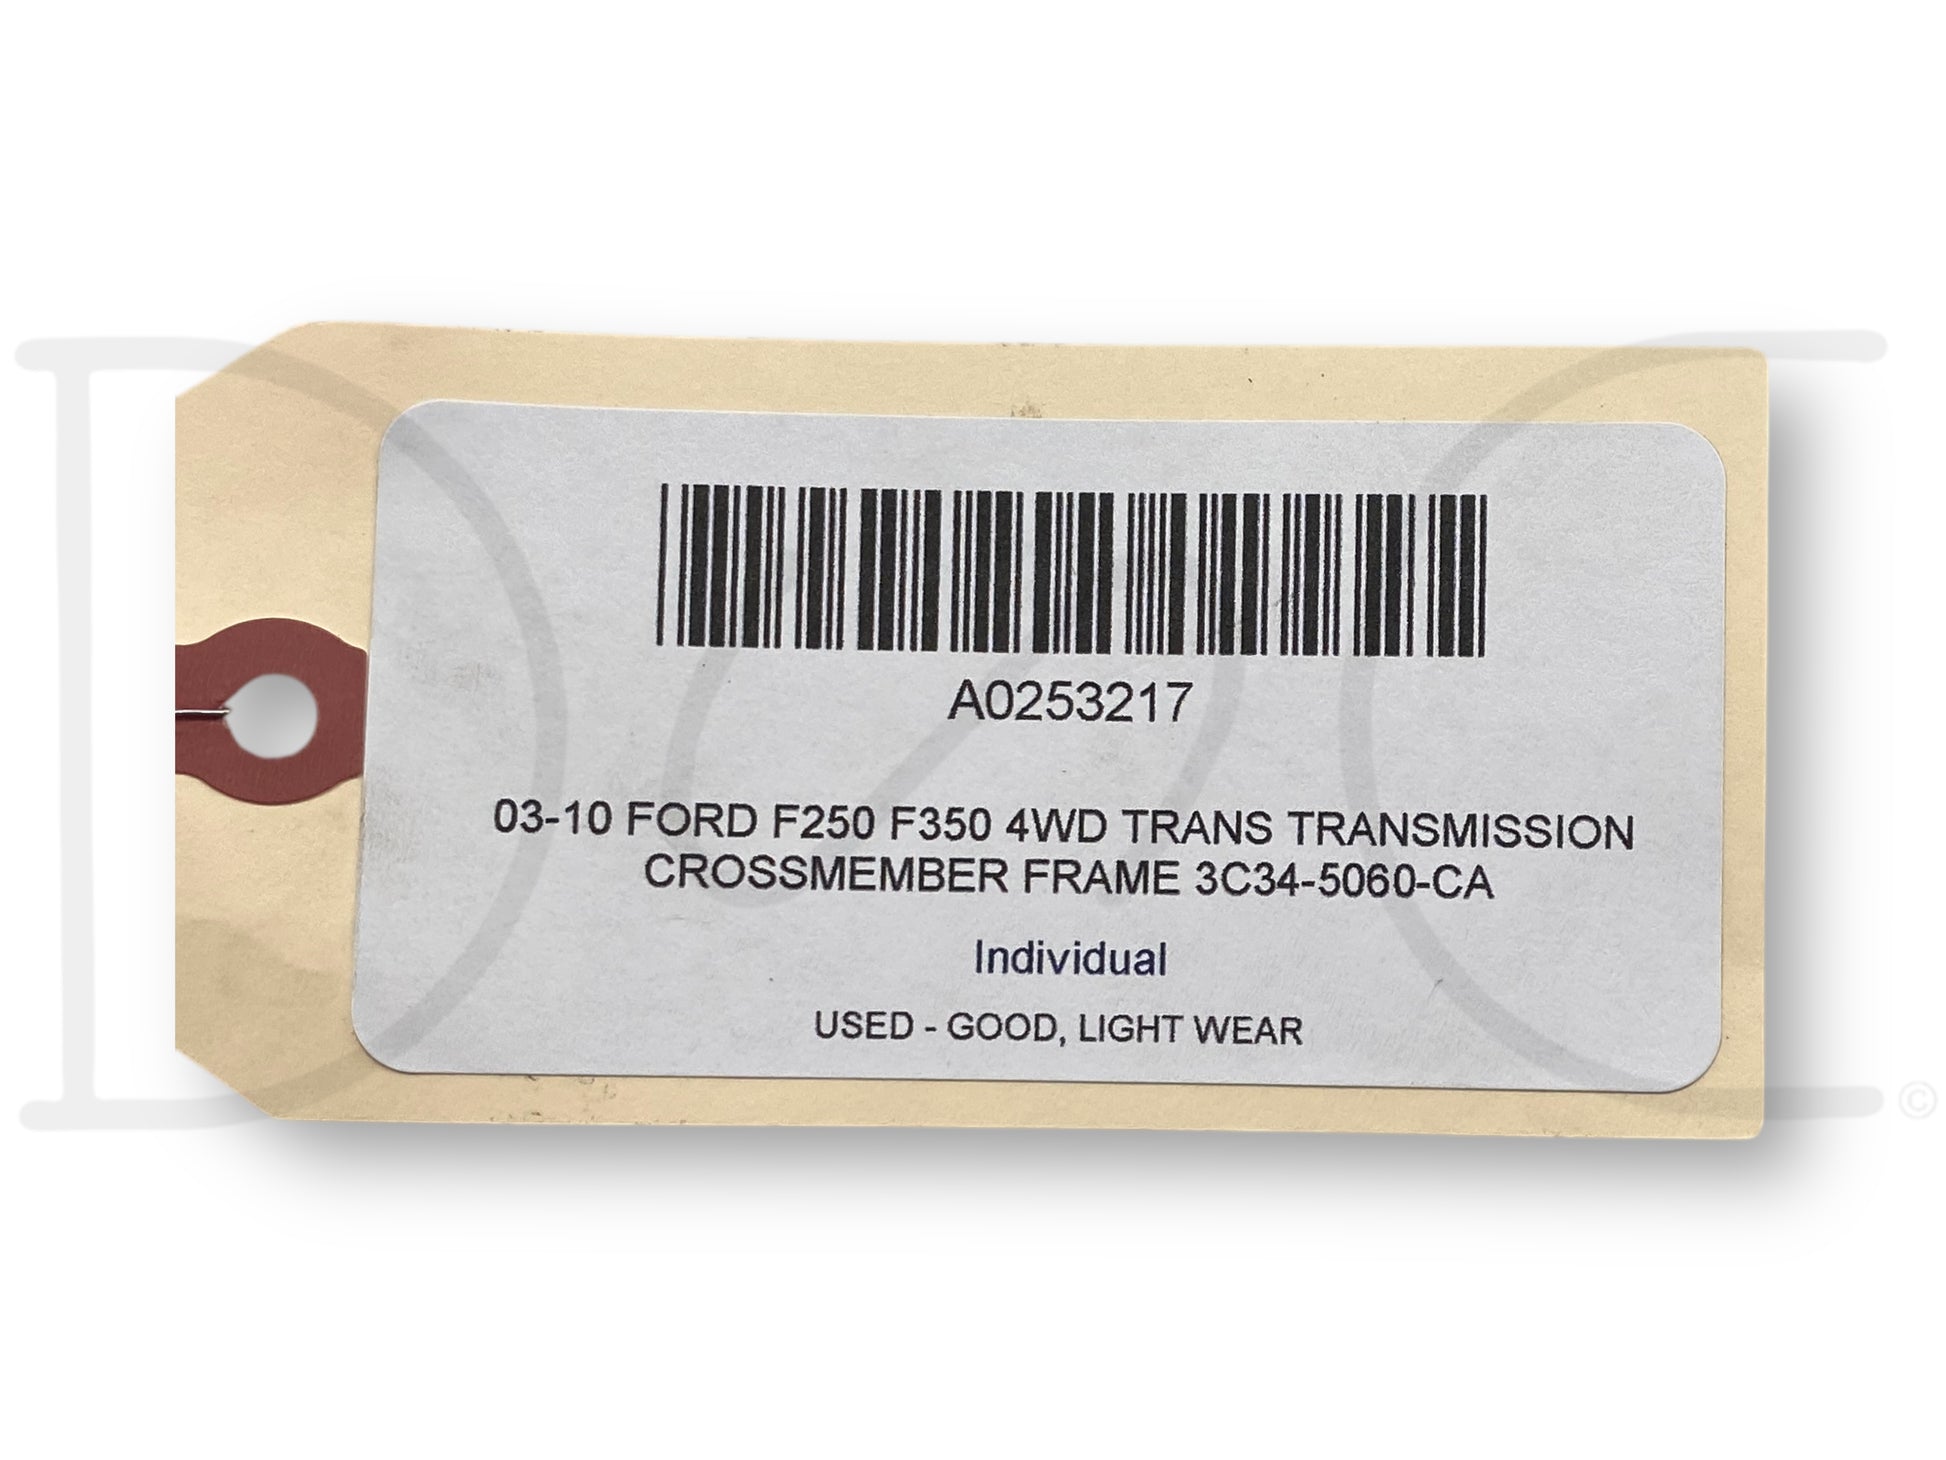 A0253217
03-10 FORD F250 F350 4WD TRANS TRANSMISSION
CROSSMEMBER FRAME 3C34-5060-CA
Individual
USED - GOOD, LIGHT WEAR
©